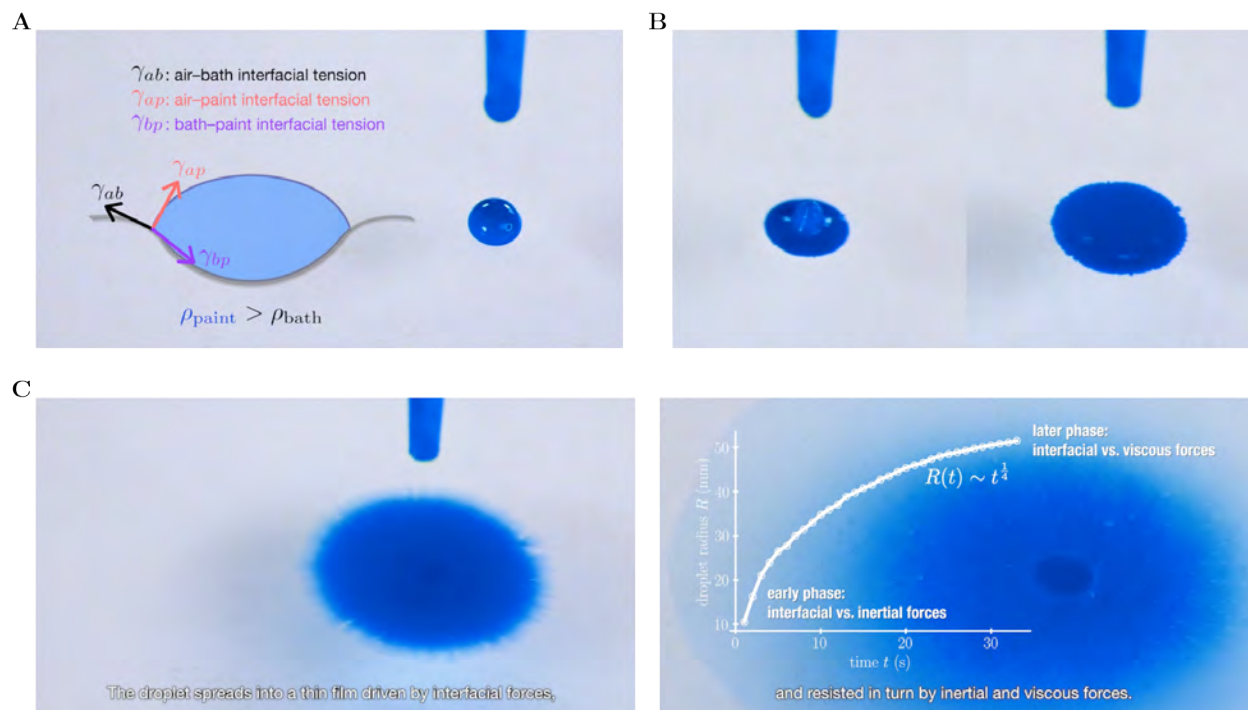 A
γab: air–bath interfacial tension
γap: air–paint interfacial tension
γbp: bath–paint interfacial tension
γap
γab
γbp
ρpaint > ρbath
B
C
The droplet spreads into a thin film driven by interfacial forces,
50
40
30
20
10
droplet radius R (mm)
later phase:
interfacial vs. viscous forces
R(t) ∼ t^1/4
early phase:
interfacial vs. inertial forces
0
10
20
30
time t (s)
and resisted in turn by inertial and viscous forces.